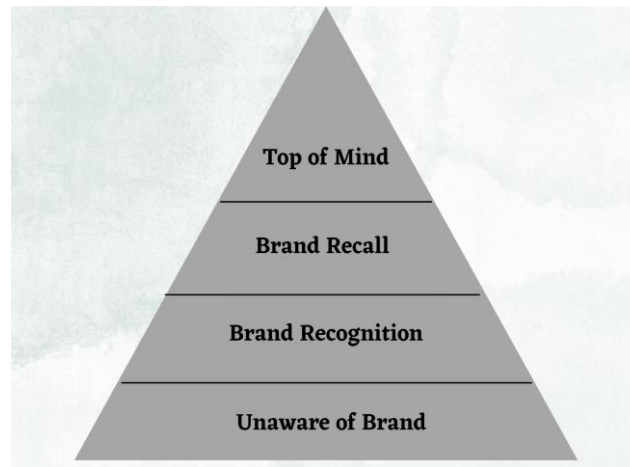 Top of Mind
Brand Recall
Brand Recognition
Unaware of Brand